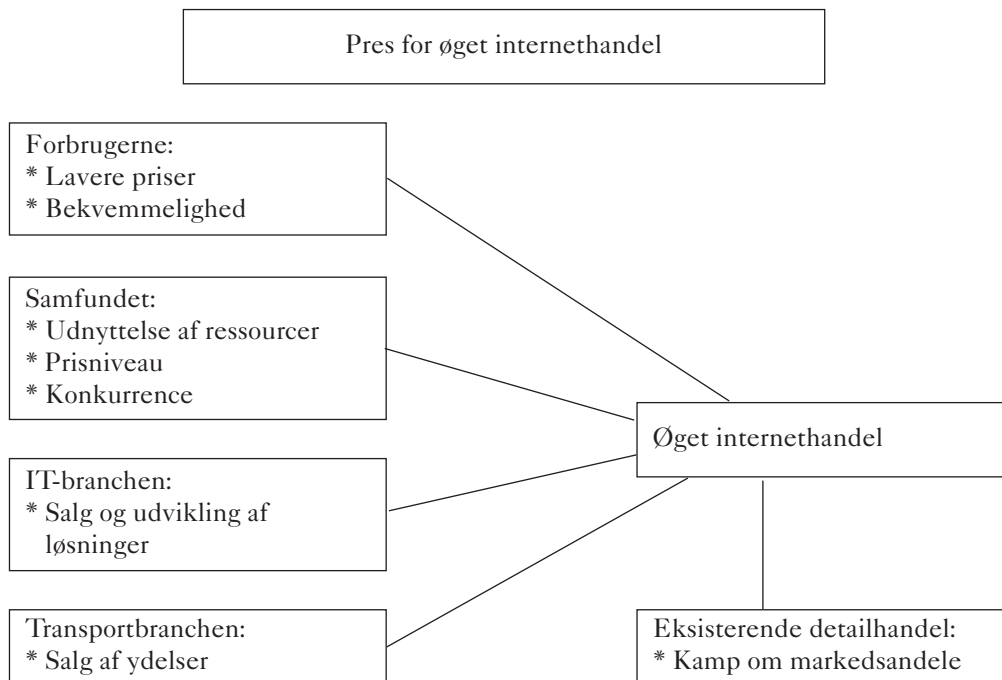 Pres for øget internethandel
Forbrugerne:
* Lavere priser
* Bekvemmelighed
Samfundet:
* Udnyttelse af ressourcer
* Prisniveau
* Konkurrence
Øget internethandel
IT-branchen:
* Salg og udvikling af
løsninger
Transportbranchen:
* Salg af ydelser
Eksisterende detailhandel:
* Kamp om markedsandele